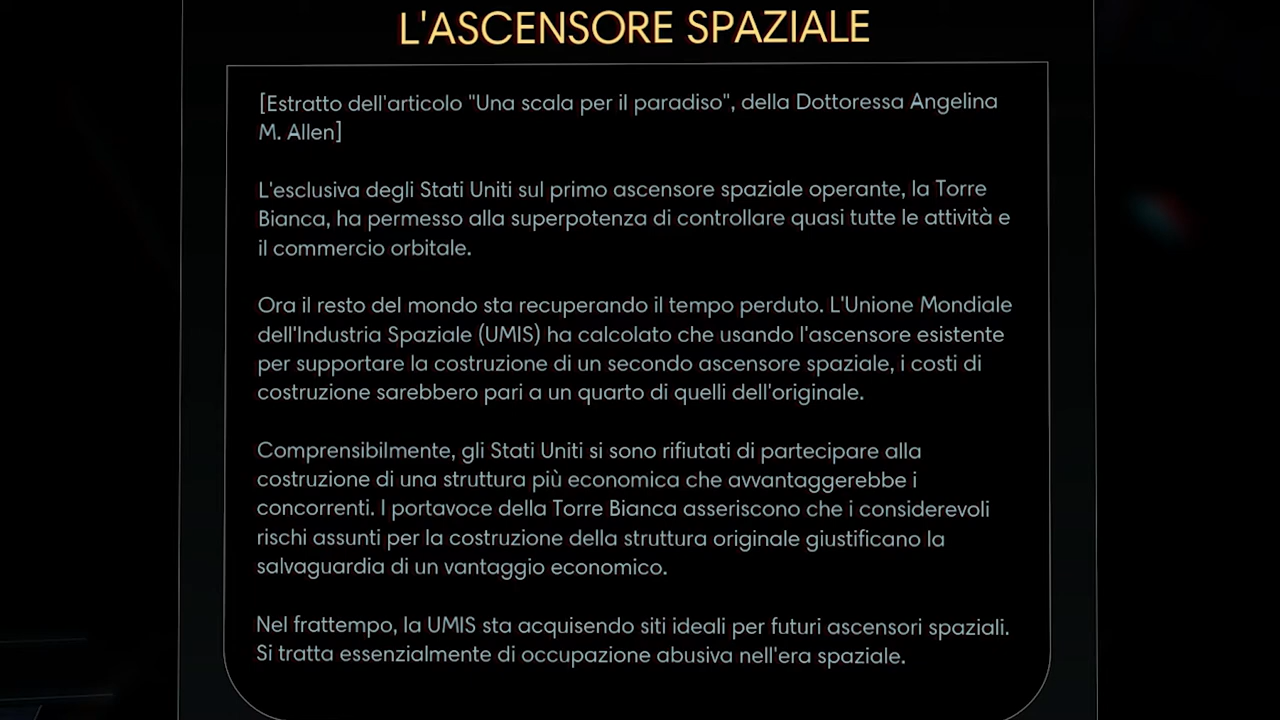 L'ASCENSORE SPAZIALE
[Estratto dell'articolo "Una scala per il paradiso", della Dottoressa Angelina
M. Allen]
L'esclusiva degli Stati Uniti sul primo ascensore spaziale operante, la Torre
Bianca, ha permesso alla superpotenza di controllare quasi tutte le attività e
il commercio orbitale.
Ora il resto del mondo sta recuperando il tempo perduto. L'Unione Mondiale
dell'Industria Spaziale (UMIS) ha calcolato che usando l'ascensore esistente
per supportare la costruzione di un secondo ascensore spaziale, i costi di
costruzione sarebbero pari a un quarto di quelli dell'originale.
Comprensibilmente, gli Stati Uniti si sono rifiutati di partecipare alla
costruzione di una struttura più economica che avvantaggerebbe i
concorrenti. I portavoce della Torre Bianca asseriscono che i considerevoli
rischi assunti per la costruzione della struttura originale giustificano la
salvaguardia di un vantaggio economico.
Nel frattempo, la UMIS sta acquisendo siti ideali per futuri ascensori spaziali.
Si tratta essenzialmente di occupazione abusiva nell'era spaziale.